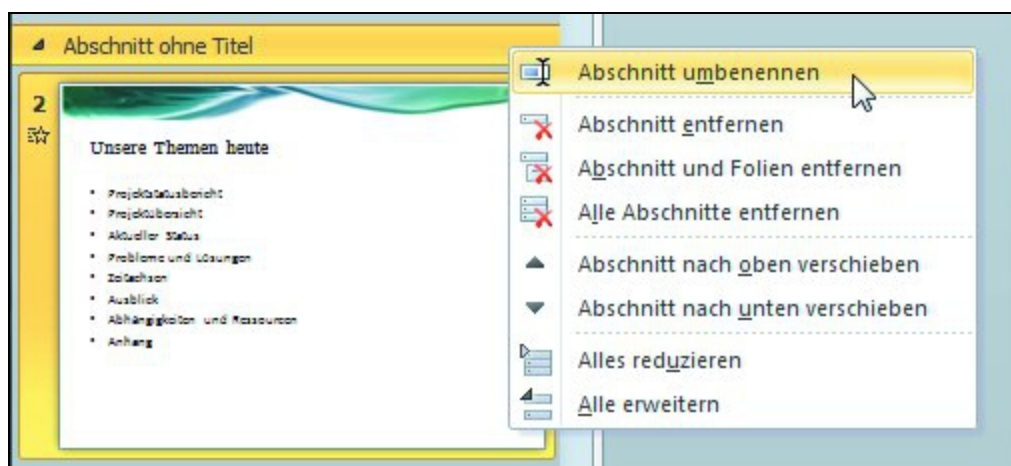 Abschnitt ohne Titel
2
Unsere Themen heute
• Projektstatusbericht
• Projektübersicht
• Aktueller Status
• Probleme und Lösungen
• Zeitachsen
• Ausblick
• Abhängigkeiten und Ressourcen
• Anhang
Abschnitt umbenennen
Abschnitt entfernen
Abschnitt und Folien entfernen
Alle Abschnitte entfernen
Abschnitt nach oben verschieben
Abschnitt nach unten verschieben
Alles reduzieren
Alle erweitern